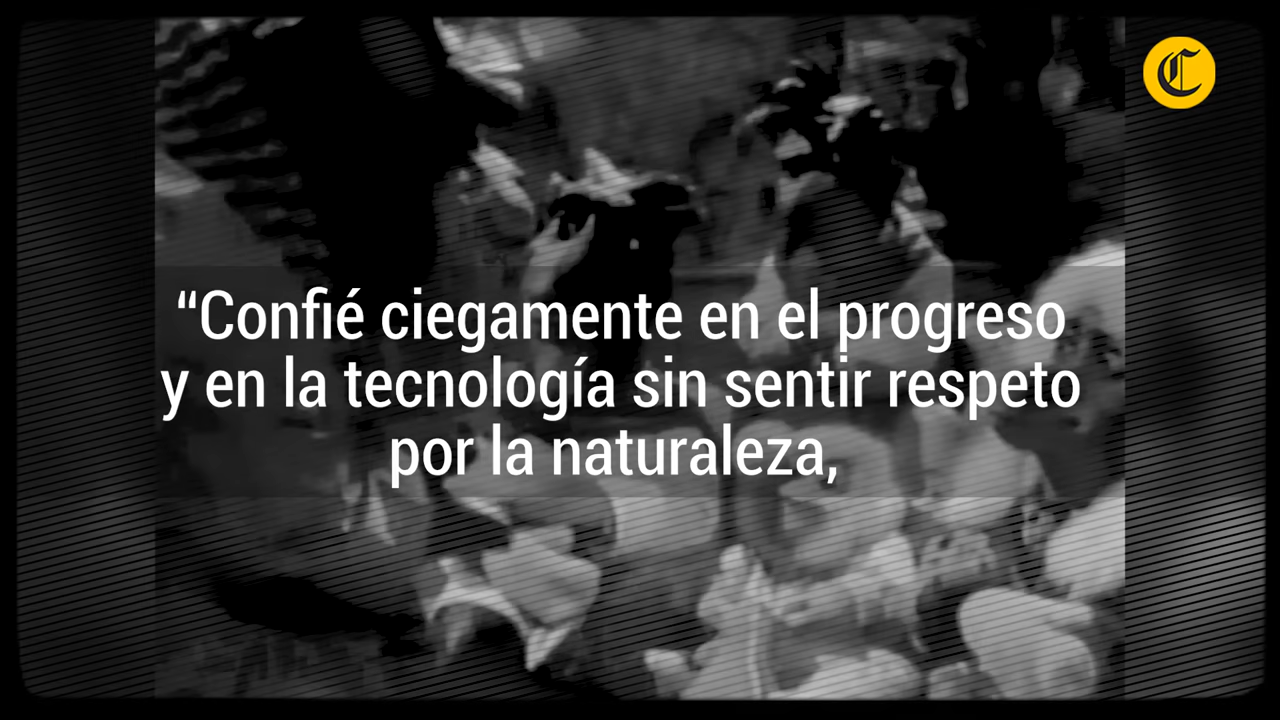 C
“Confié ciegamente en el progreso
y en la tecnología sin sentir respeto
por la naturaleza,